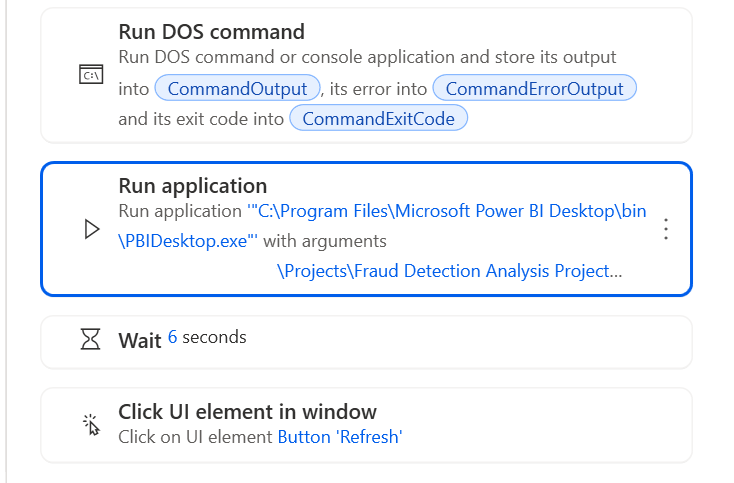 Run DOS command
Run DOS command or console application and store its output
C:\
into CommandOutput , its error into CommandErrorOutput
and its exit code into CommandExitCode
Run application
Run application '"C:\Program Files\Microsoft Power BI Desktop\bin
\PBIDesktop.exe"' with arguments
\Projects\Fraud Detection Analysis Project...
Wait 6 seconds
Click UI element in window
Click on UI element Button 'Refresh'